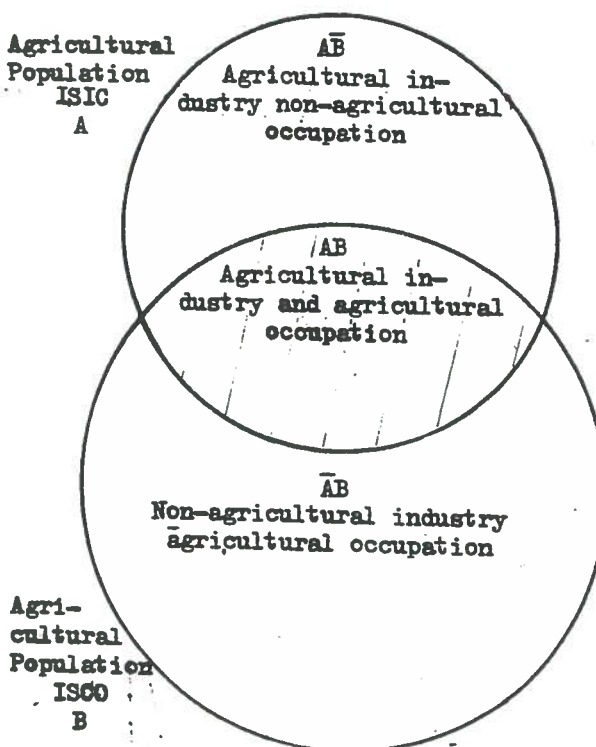 Agricultural
Population
ISIC
A
AB̅
Agricultural in-
dustry non-agricultural
occupation
AB
Agricultural in-
dustry and agricultural
occupation
A̅B
Non-agricultural industry
agricultural occupation
Agri-
cultural
Population
ISCO
B